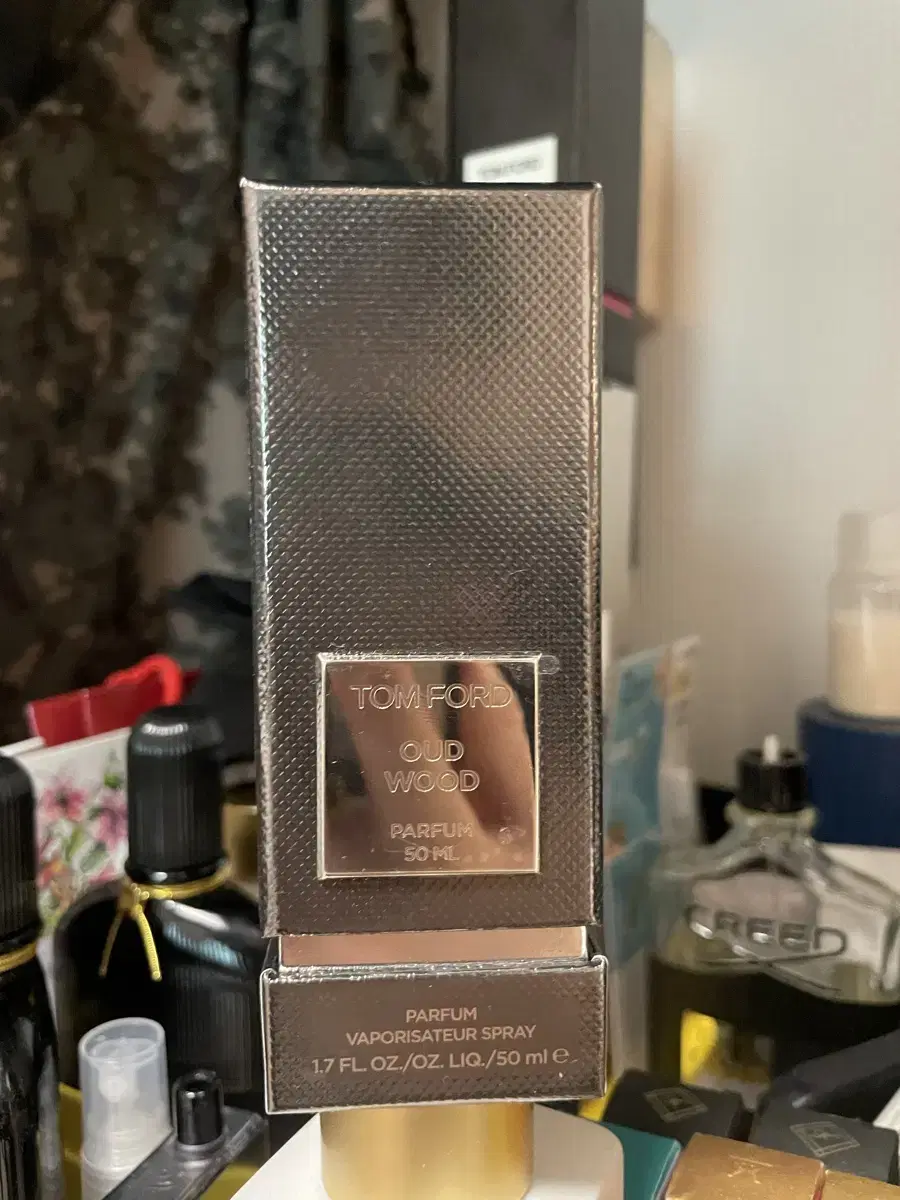 TOM FORD
OUD
WOOD
PARFUM
50 ML
PARFUM
VAPORISATEUR SPRAY
1.7 FL. OZ./OZ. LIQ./50 ml ℮
CREED